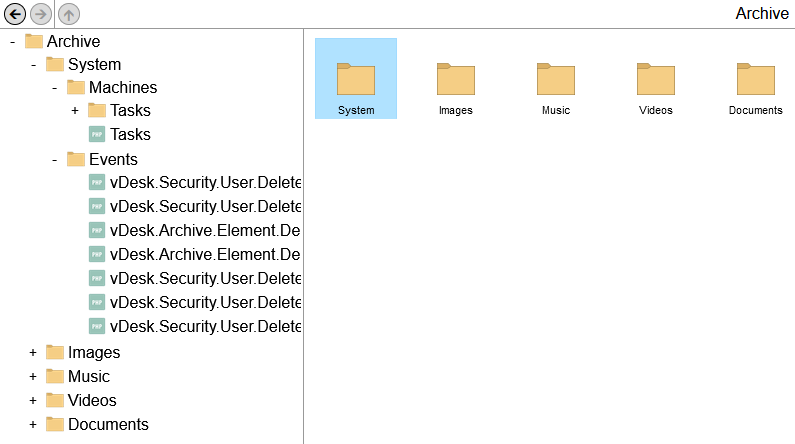 Archive
- Archive
- System
- Machines
+ Tasks
PHP Tasks
- Events
PHP vDesk.Security.User.Delete
PHP vDesk.Security.User.Delete
PHP vDesk.Archive.Element.De
PHP vDesk.Archive.Element.De
PHP vDesk.Security.User.Delete
PHP vDesk.Security.User.Delete
PHP vDesk.Security.User.Delete
+ Images
+ Music
+ Videos
+ Documents
System Images Music Videos Documents